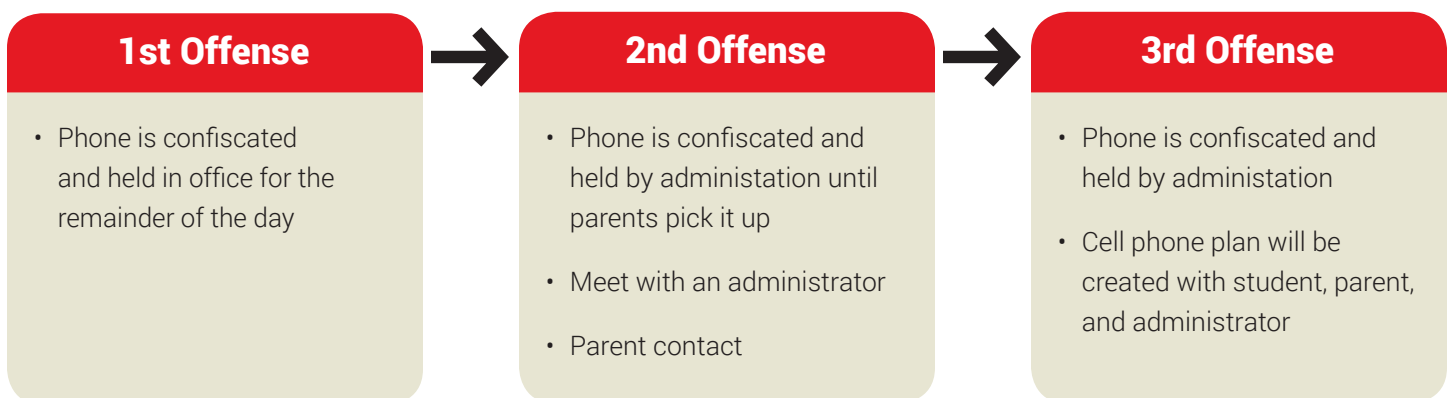 1st Offense
• Phone is confiscated
and held in office for the
remainder of the day
2nd Offense
• Phone is confiscated and
held by administation until
parents pick it up
• Meet with an administrator
• Parent contact
3rd Offense
• Phone is confiscated and
held by administation
• Cell phone plan will be
created with student, parent,
and administrator